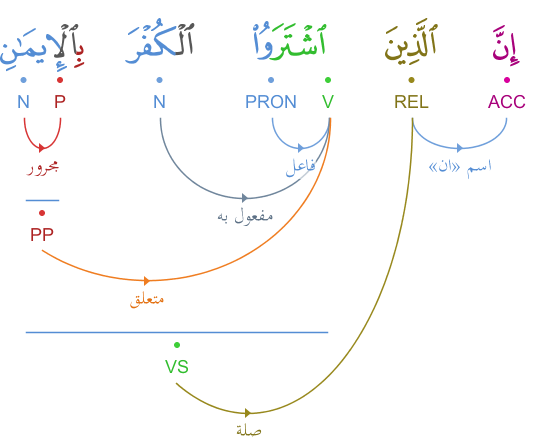 إِنَّ ٱلَّذِينَ ٱشْتَرَوُا۟ ٱلْكُفْرَ بِٱلْإِيمَٰنِ
ACC REL V PRON N P N
اسم «ان» فاعل مجرور
مفعول به
PP
متعلق
VS
صلة